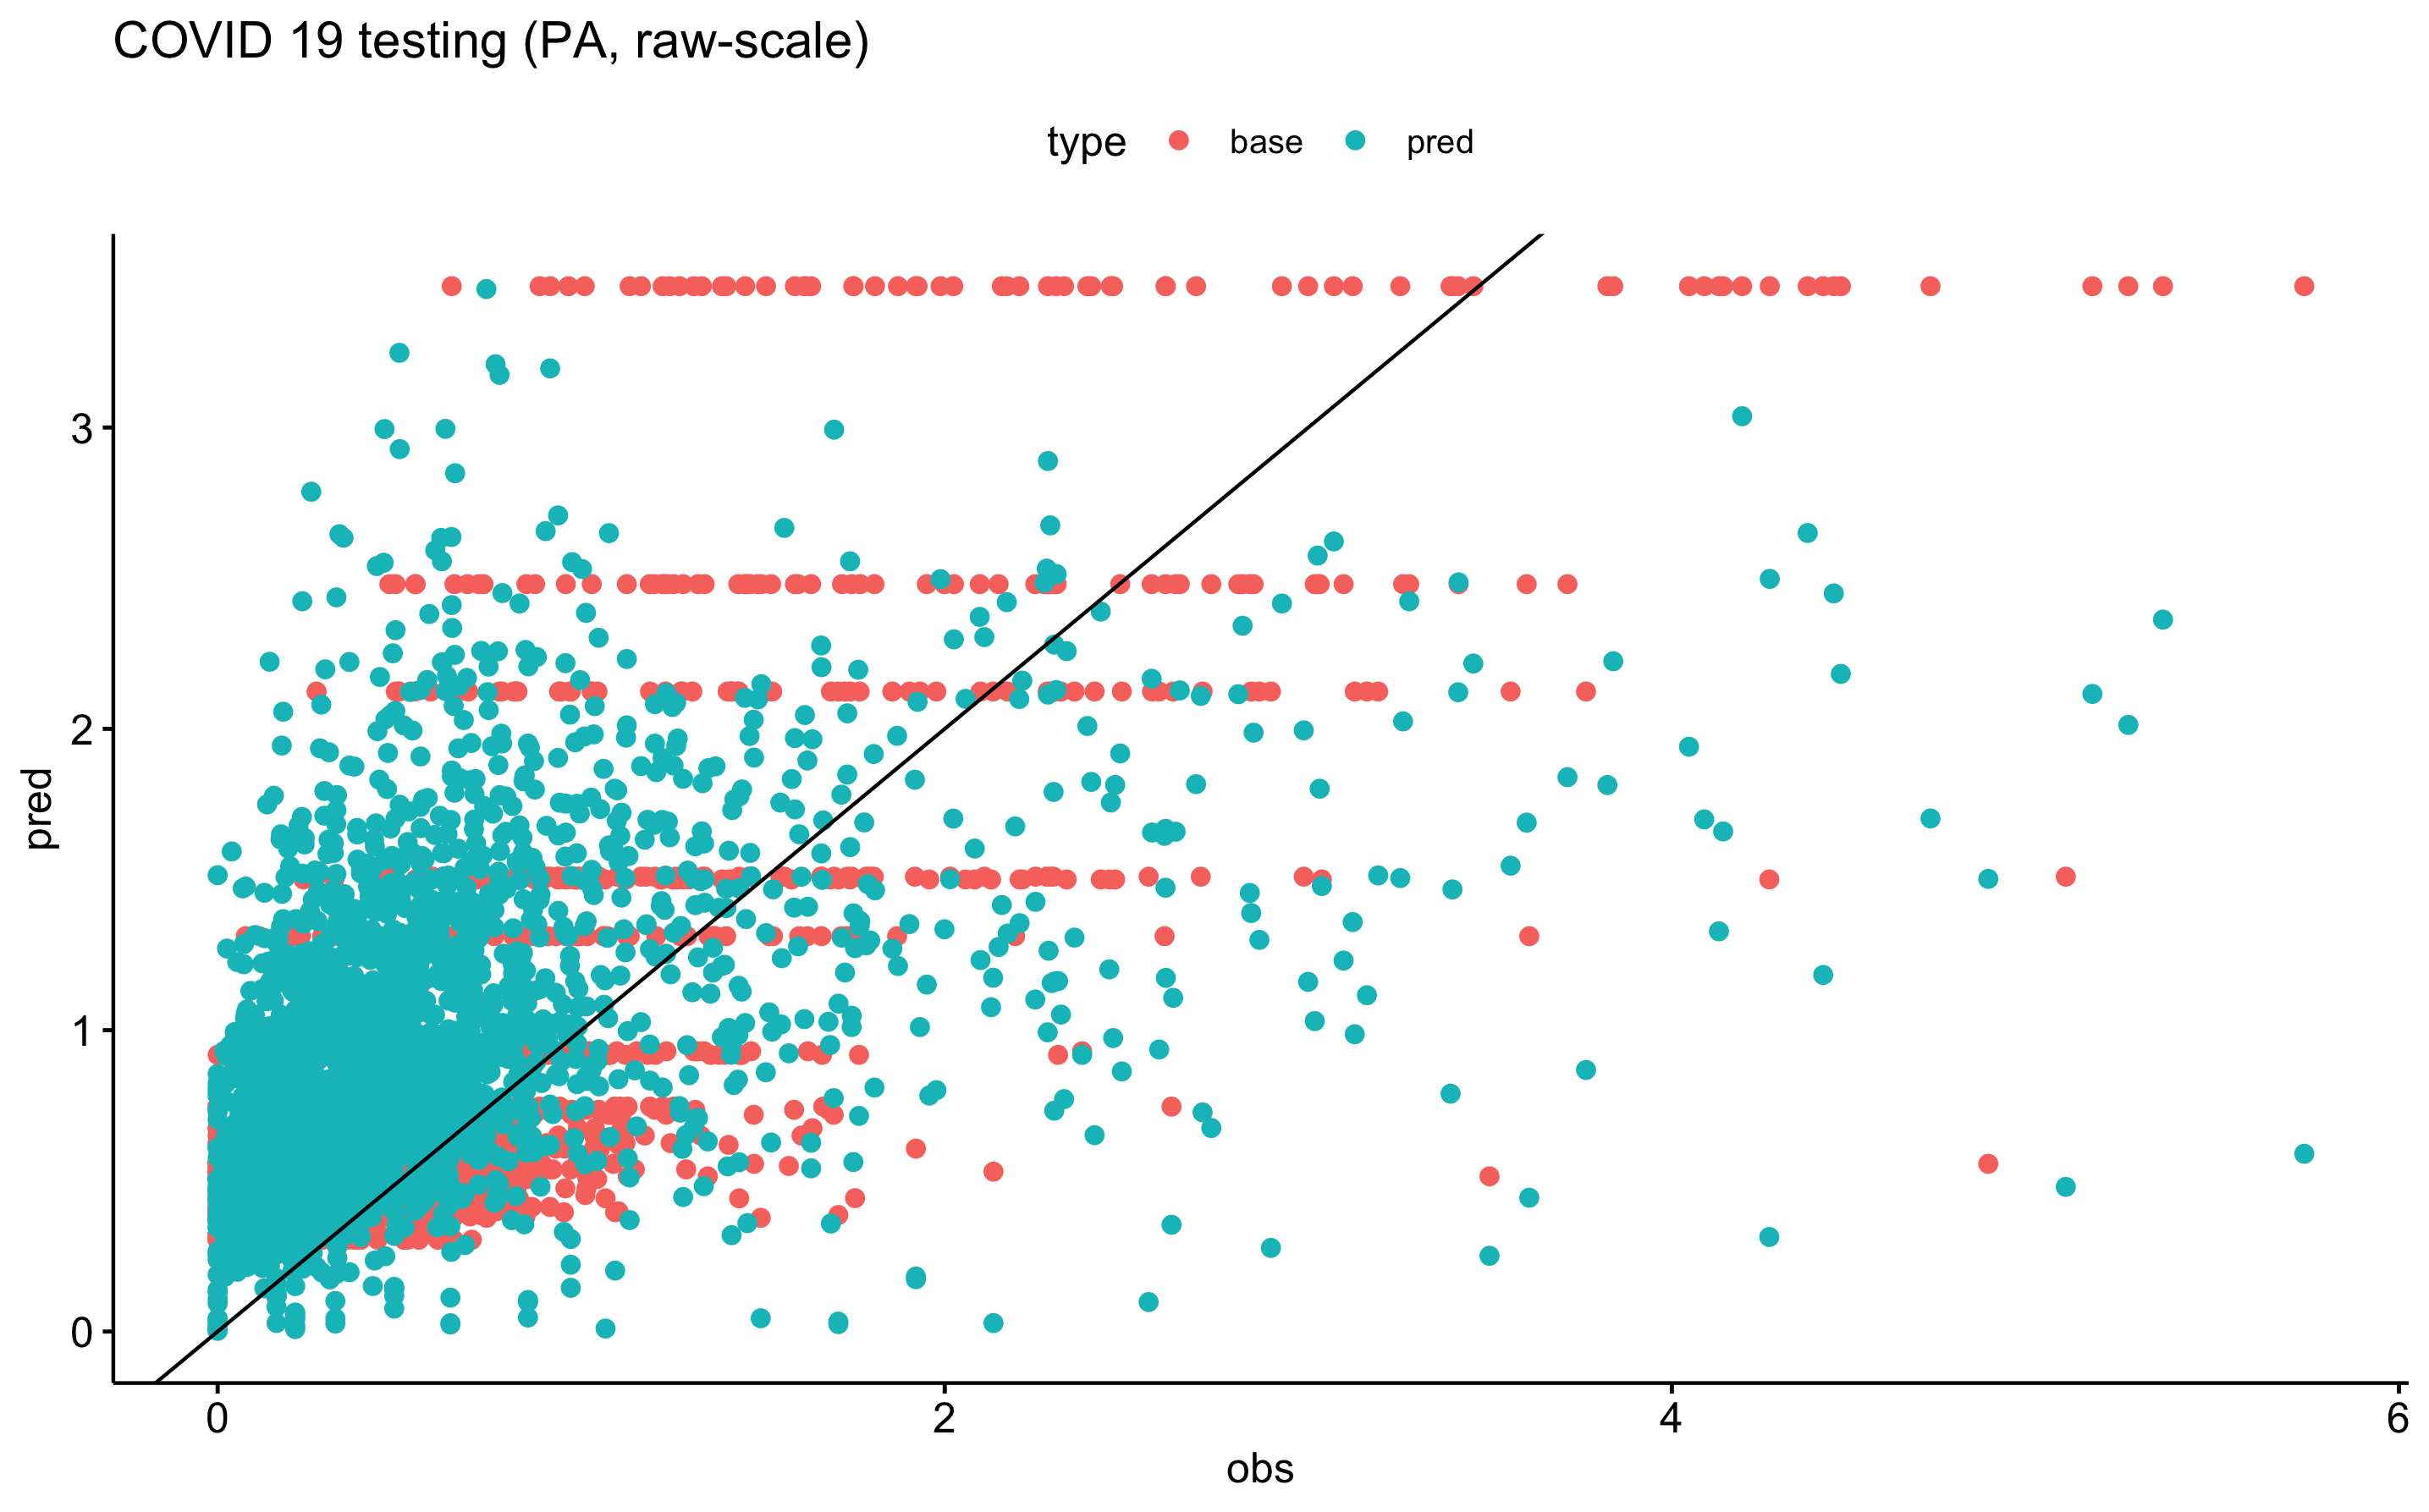 COVID 19 testing (PA, raw-scale)
type base pred
pred
3
2
1
0
0 2 4 6
obs